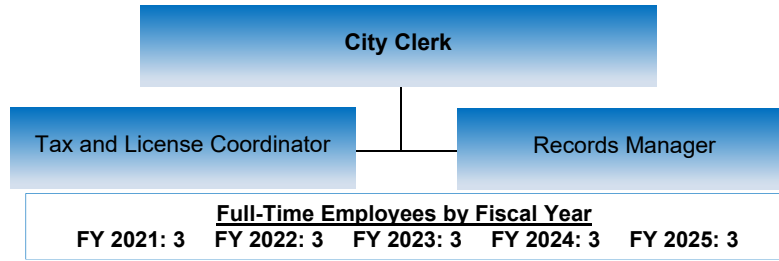 City Clerk
Tax and License Coordinator
Records Manager
Full-Time Employees by Fiscal Year
FY 2021: 3 FY 2022: 3 FY 2023: 3 FY 2024: 3 FY 2025: 3